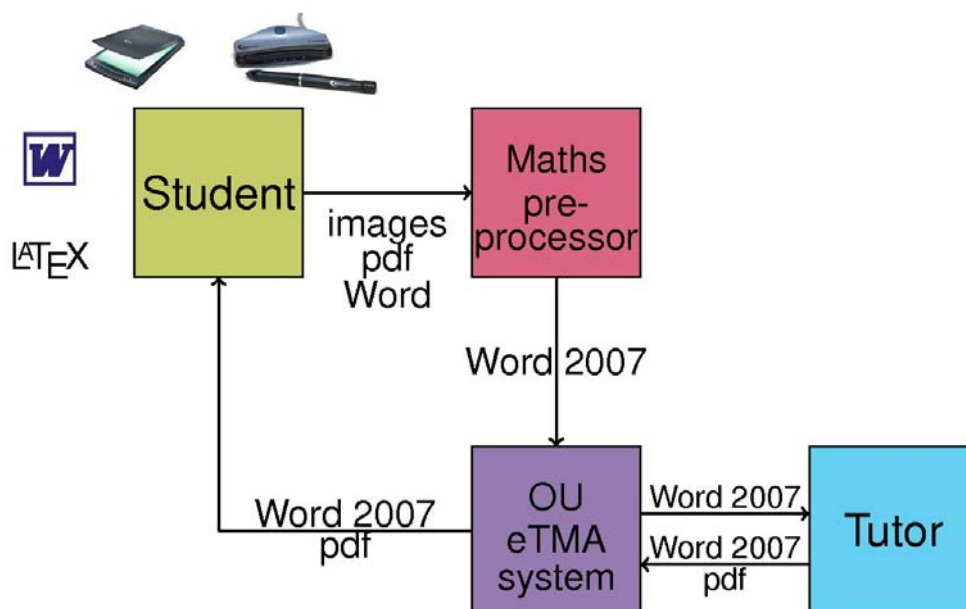 W
Student
LATEX
images
pdf
Word
Maths
pre-
processor
Word 2007
OU
eTMA
system
Word 2007
pdf
Word 2007
Word 2007
pdf
Tutor